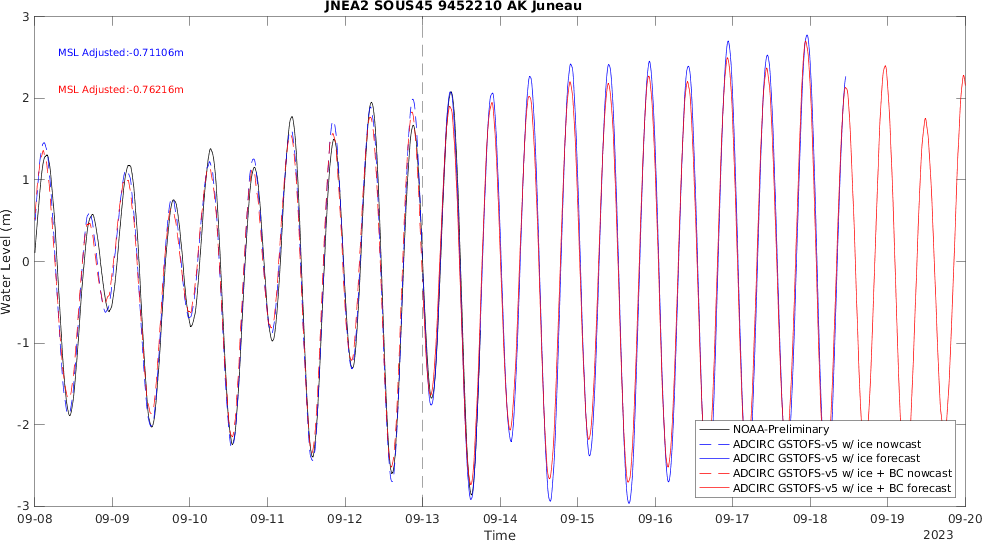 JNEA2 SOUS45 9452210 AK Juneau
MSL Adjusted:-0.71106m
MSL Adjusted:-0.76216m
Water Level (m)
3
2
1
0
-1
-2
-3
NOAA-Preliminary
ADCIRC GSTOFS-v5 w/ ice nowcast
ADCIRC GSTOFS-v5 w/ ice forecast
ADCIRC GSTOFS-v5 w/ ice + BC nowcast
ADCIRC GSTOFS-v5 w/ ice + BC forecast
09-08 09-09 09-10 09-11 09-12 09-13 09-14 09-15 09-16 09-17 09-18 09-19 09-20
Time
2023